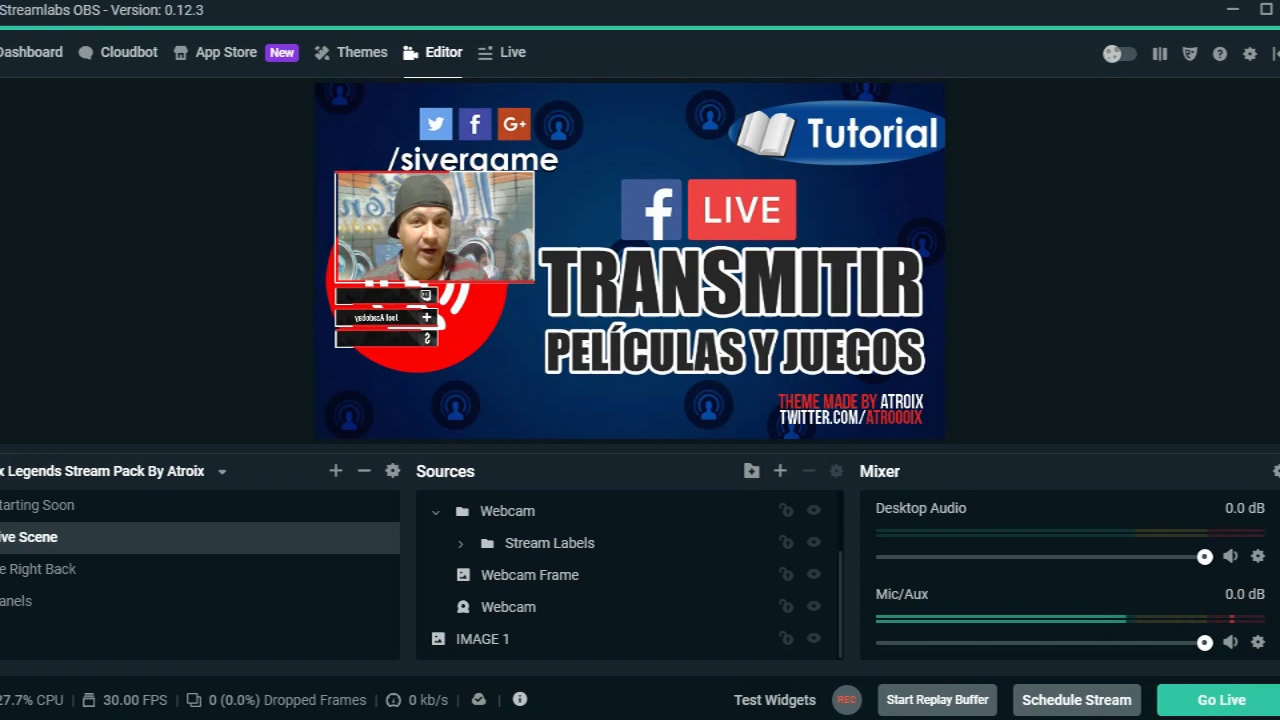 Streamlabs OBS - Version: 0.12.3
Dashboard
Cloudbot
App Store
New
Themes
Editor
Live
/sivergame
Tutorial
f LIVE
TRANSMITIR
PELÍCULAS Y JUEGOS
THEME MADE BY ATROIX
TWITTER.COM/ATROOOIX
x Legends Stream Pack By Atroix
tarting Soon
ive Scene
e Right Back
anels
Sources
Webcam
Stream Labels
Webcam Frame
Webcam
IMAGE 1
Mixer
Desktop Audio
0.0 dB
Mic/Aux
0.0 dB
27.7% CPU
30.00 FPS
0 (0.0%) Dropped Frames
0 kb/s
Test Widgets
REC
Start Replay Buffer
Schedule Stream
Go Live